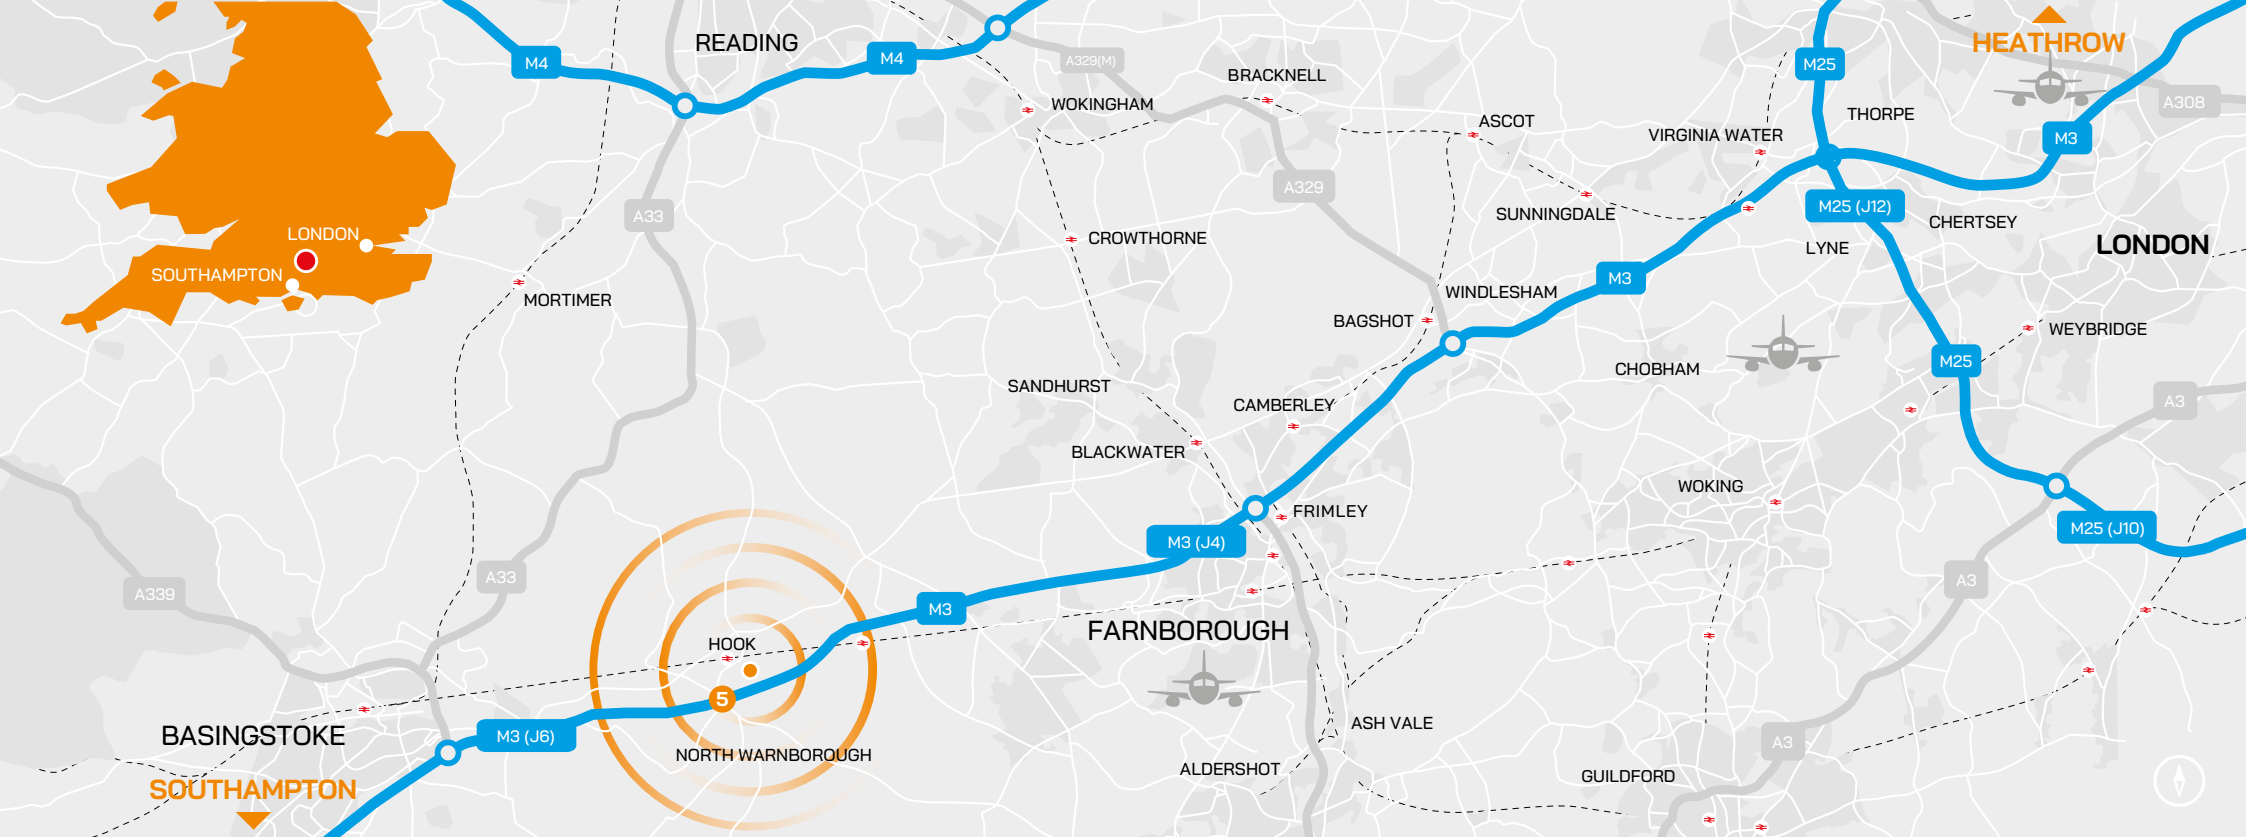 HEATHROW
READING
M4
M4
A329(M)
M25
BRACKNELL
WOKINGHAM
A308
THORPE
ASCOT
VIRGINIA WATER
M3
A329
M25 (J12)
SUNNINGDALE
A33
CHERTSEY
LONDON
CROWTHORNE
LYNE
LONDON
SOUTHAMPTON
M3
WINDLESHAM
MORTIMER
BAGSHOT
WEYBRIDGE
M25
CHOBHAM
SANDHURST
CAMBERLEY
A3
BLACKWATER
WOKING
FRIMLEY
M25 (J10)
M3 (J4)
A33
A3
A339
M3
FARNBOROUGH
HOOK
5
ASH VALE
BASINGSTOKE
M3 (J6)
A3
NORTH WARNBOROUGH
ALDERSHOT
GUILDFORD
SOUTHAMPTON